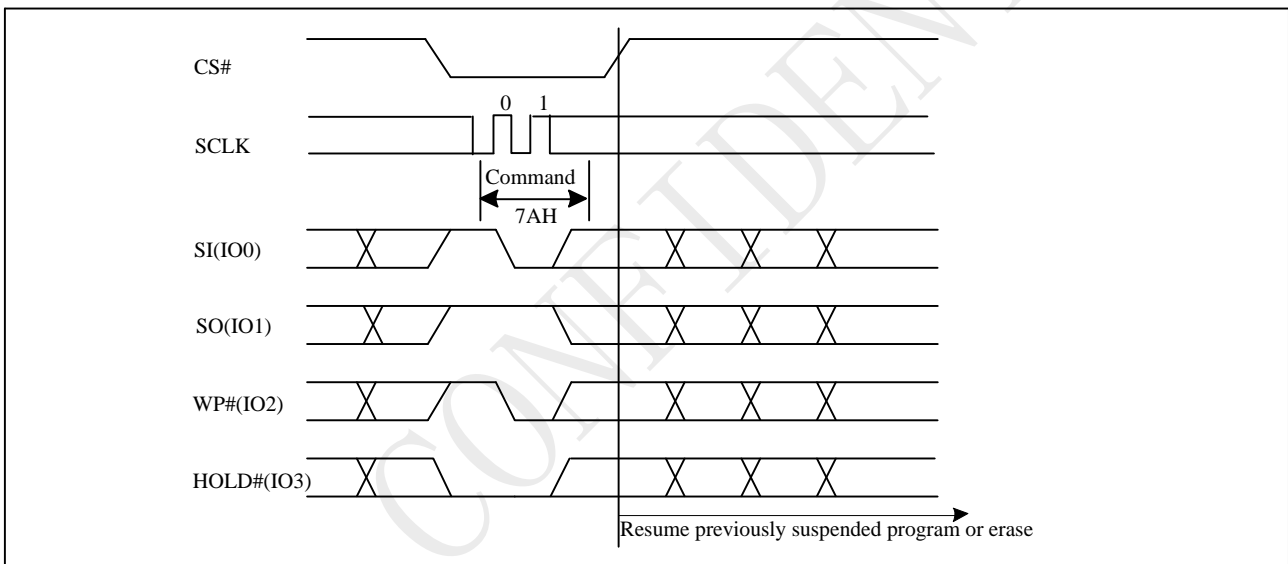 CS#
0 1
SCLK
Command
7AH
SI(IO0)
SO(IO1)
WP#(IO2)
HOLD#(IO3)
Resume previously suspended program or erase
CONFIDEN